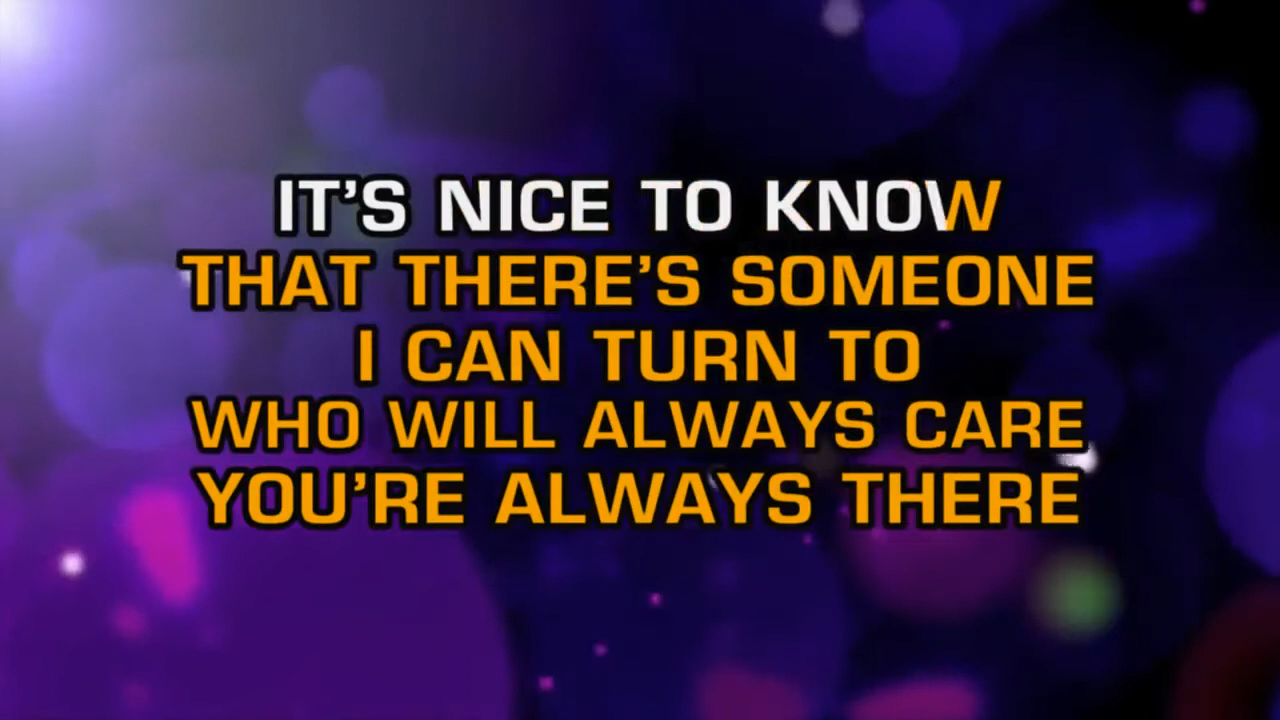 IT’S NICE TO KNOW
THAT THERE’S SOMEONE
I CAN TURN TO
WHO WILL ALWAYS CARE
YOU’RE ALWAYS THERE